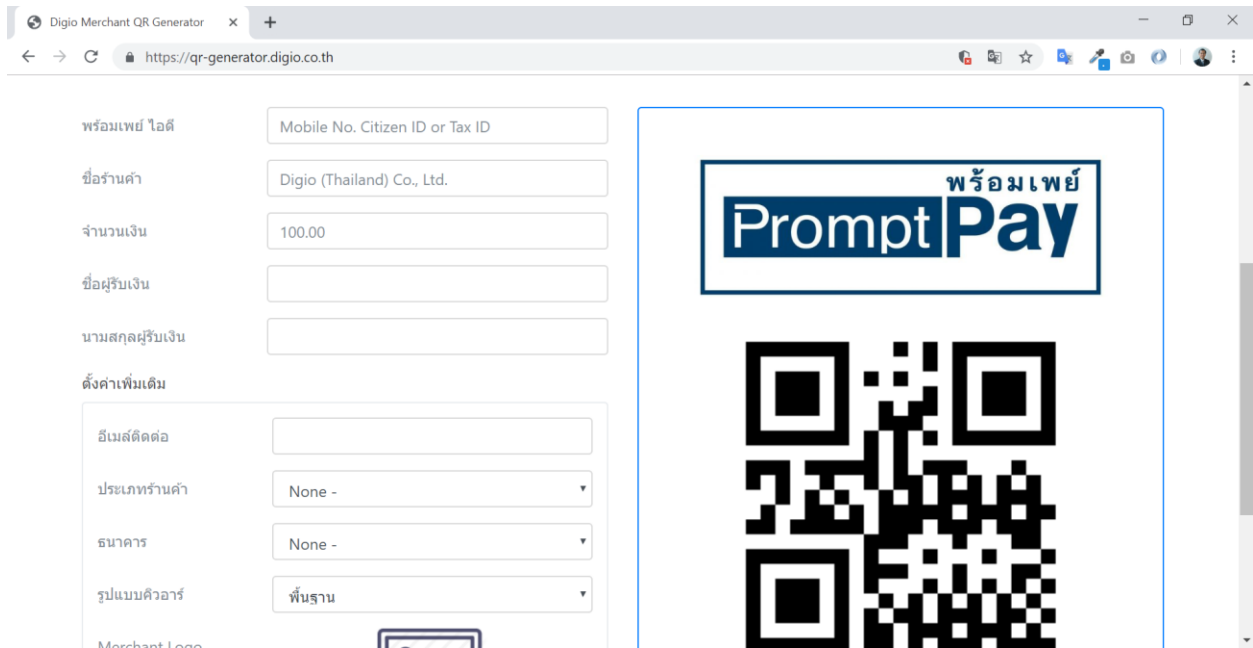 Digio Merchant QR Generator
https://qr-generator.digio.co.th
พร้อมเพย์ ไอดี
Mobile No. Citizen ID or Tax ID
ชื่อร้านค้า
Digio (Thailand) Co., Ltd.
จำนวนเงิน
100.00
ชื่อผู้รับเงิน
นามสกุลผู้รับเงิน
ตั้งค่าเพิ่มเติม
อีเมล์ติดต่อ
ประเภทร้านค้า
None -
ธนาคาร
None -
รูปแบบคิวอาร์
พื้นฐาน
Merchant Logo
พร้อมเพย์
PromptPay